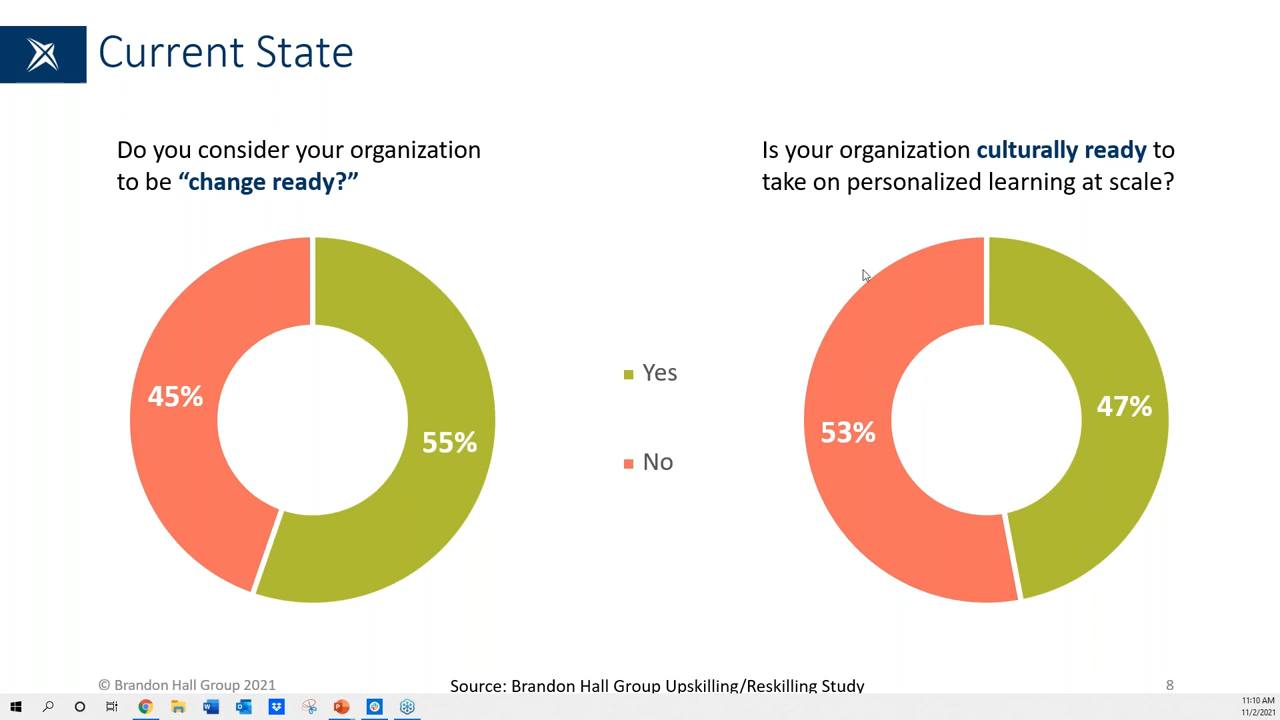 Current State
Do you consider your organization
to be “change ready?”
Is your organization culturally ready to
take on personalized learning at scale?
45%
55%
Yes
No
53%
47%
© Brandon Hall Group 2021
Source: Brandon Hall Group Upskilling/Reskilling Study
8
11:10 AM
11/2/2021